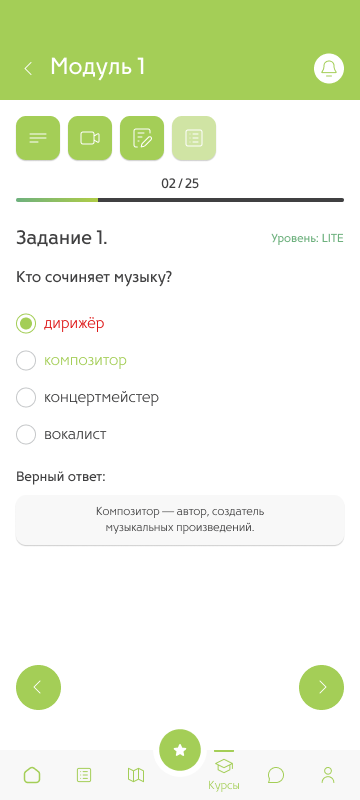 Модуль 1
02 / 25
Задание 1.
Уровень: LITE
Кто сочиняет музыку?
дирижёр
композитор
концертмейстер
вокалист
Верный ответ:
Композитор — автор, создатель
музыкальных произведений.
Курсы